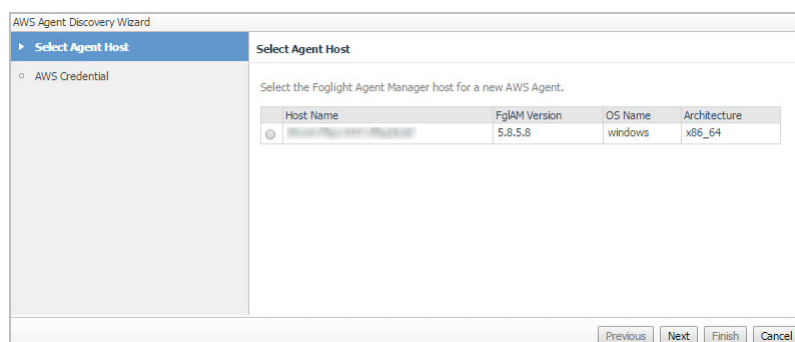 AWS Agent Discovery Wizard
Select Agent Host
AWS Credential
Select Agent Host
Select the Foglight Agent Manager host for a new AWS Agent.
Host Name FglAM Version OS Name Architecture
5.8.5.8 windows x86_64
Previous Next Finish Cancel